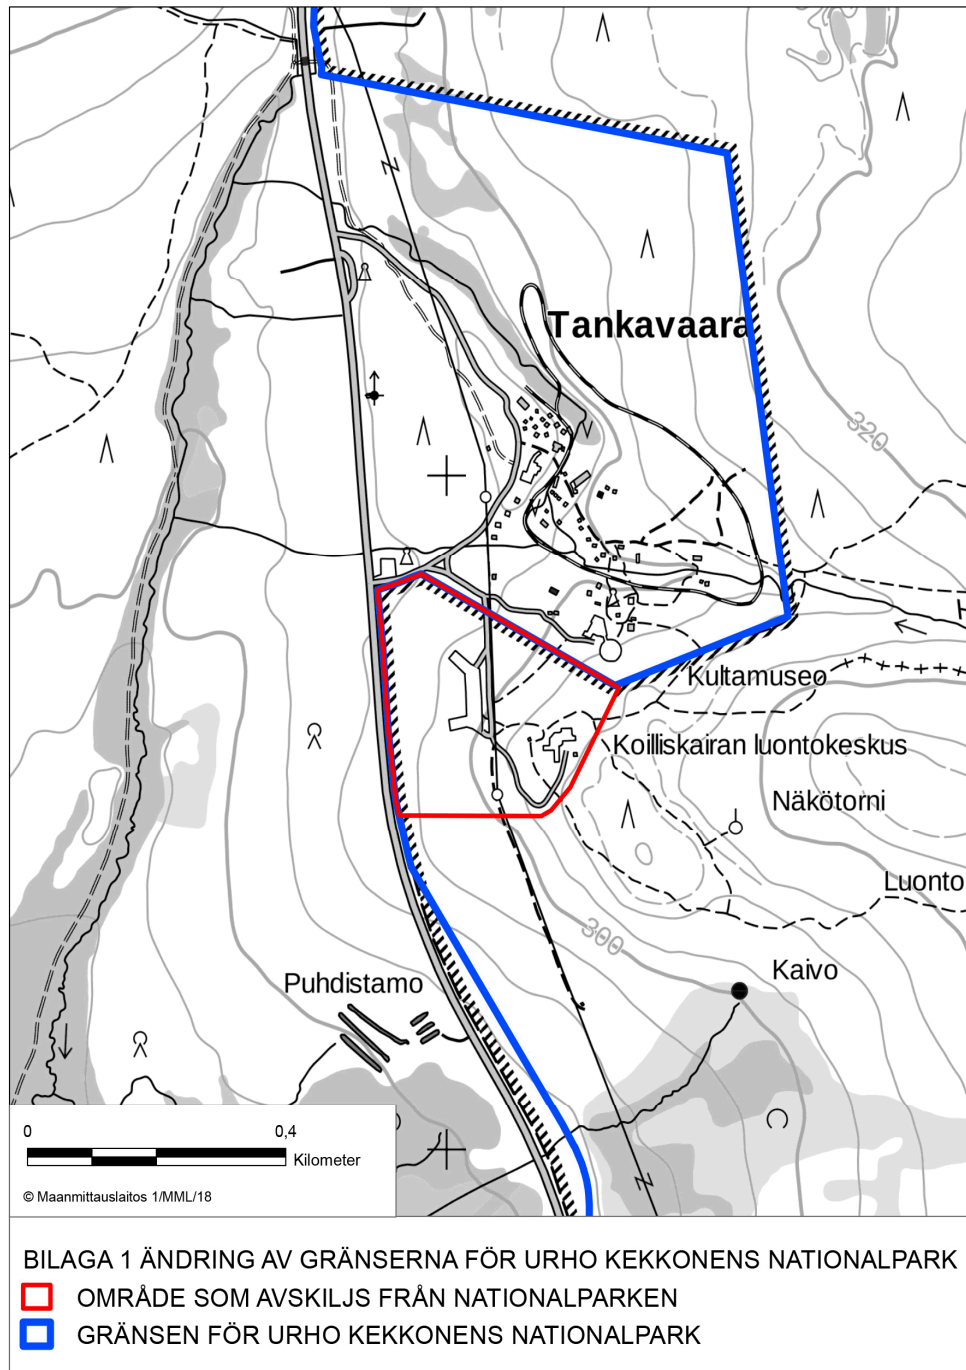 Tankavaara
320
Kultamuseo
Koilliskairan luontokeskus
Näkötorni
Luonto
300
Kaivo
Puhdistamo
0 0,4
Kilometer
© Maanmittauslaitos 1/MML/18
BILAGA 1 ÄNDRING AV GRÄNSERNA FÖR URHO KEKKONENS NATIONALPARK
OMRÅDE SOM AVSKILJS FRÅN NATIONALPARKEN
GRÄNSEN FÖR URHO KEKKONENS NATIONALPARK